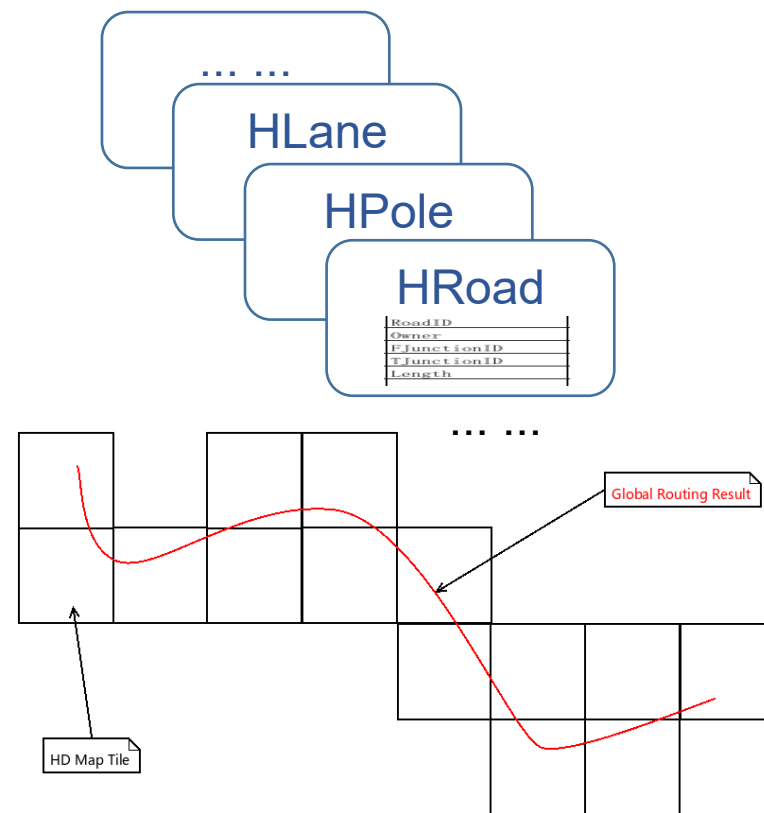 ... ...
HLane
HPole
HRoad
RoadID
Owner
FJunctionID
TJunctionID
Length
... ...
Global Routing Result
HD Map Tile